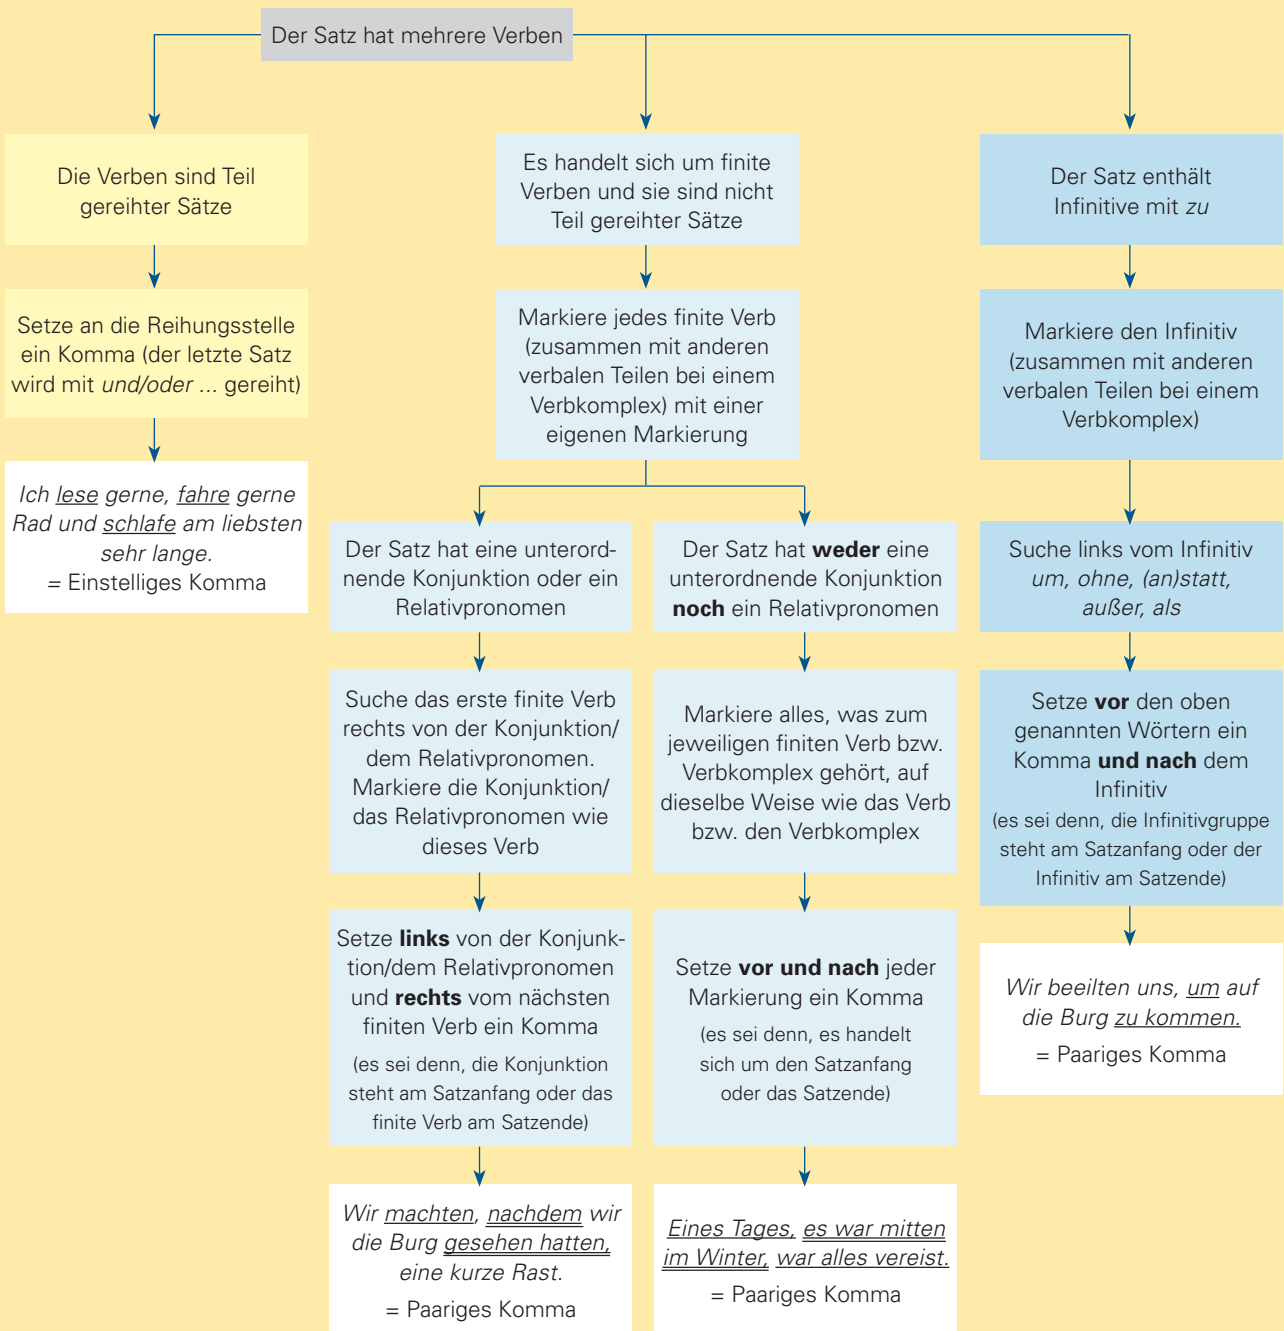 Der Satz hat mehrere Verben
Die Verben sind Teil
gereihter Sätze
Setze an die Reihungsstelle
ein Komma (der letzte Satz
wird mit und/oder ... gereiht)
Ich lese gerne, fahre gerne
Rad und schlafe am liebsten
sehr lange.
= Einstelliges Komma
Es handelt sich um finite
Verben und sie sind nicht
Teil gereihter Sätze
Markiere jedes finite Verb
(zusammen mit anderen
verbalen Teilen bei einem
Verbkomplex) mit einer
eigenen Markierung
Der Satz hat eine unterord-
nende Konjunktion oder ein
Relativpronomen
Suche das erste finite Verb
rechts von der Konjunktion/
dem Relativpronomen.
Markiere die Konjunktion/
das Relativpronomen wie
dieses Verb
Setze links von der Konjunk-
tion/dem Relativpronomen
und rechts vom nächsten
finiten Verb ein Komma
(es sei denn, die Konjunktion
steht am Satzanfang oder das
finite Verb am Satzende)
Wir machten, nachdem wir
die Burg gesehen hatten,
eine kurze Rast.
= Paariges Komma
Der Satz hat weder eine
unterordnende Konjunktion
noch ein Relativpronomen
Markiere alles, was zum
jeweiligen finiten Verb bzw.
Verbkomplex gehört, auf
dieselbe Weise wie das Verb
bzw. den Verbkomplex
Setze vor und nach jeder
Markierung ein Komma
(es sei denn, es handelt
sich um den Satzanfang
oder das Satzende)
Eines Tages, es war mitten
im Winter, war alles vereist.
= Paariges Komma
Der Satz enthält
Infinitive mit zu
Markiere den Infinitiv
(zusammen mit anderen
verbalen Teilen bei einem
Verbkomplex)
Suche links vom Infinitiv
um, ohne, (an)statt,
außer, als
Setze vor den oben
genannten Wörtern ein
Komma und nach dem
Infinitiv
(es sei denn, die Infinitivgruppe
steht am Satzanfang oder der
Infinitiv am Satzende)
Wir beeilten uns, um auf
die Burg zu kommen.
= Paariges Komma